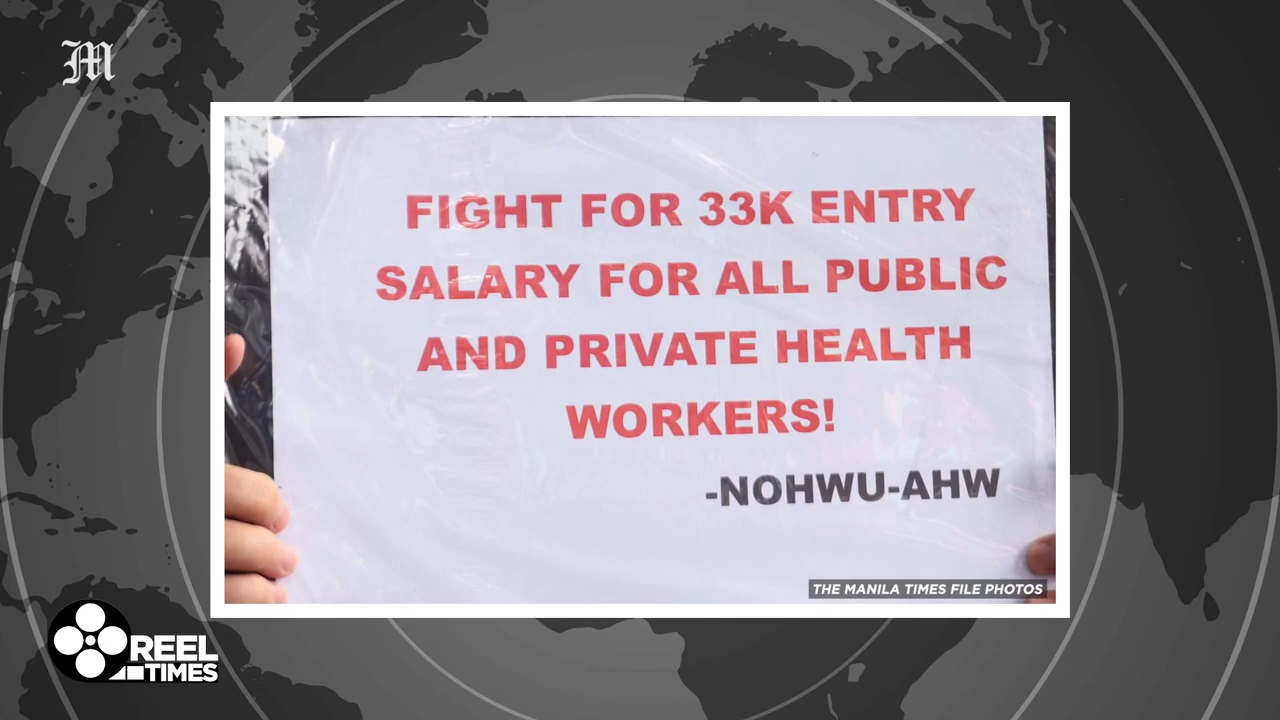 M
FIGHT FOR 33K ENTRY
SALARY FOR ALL PUBLIC
AND PRIVATE HEALTH
WORKERS!
-NOHWU-AHW
THE MANILA TIMES FILE PHOTOS
REEL
TIMES